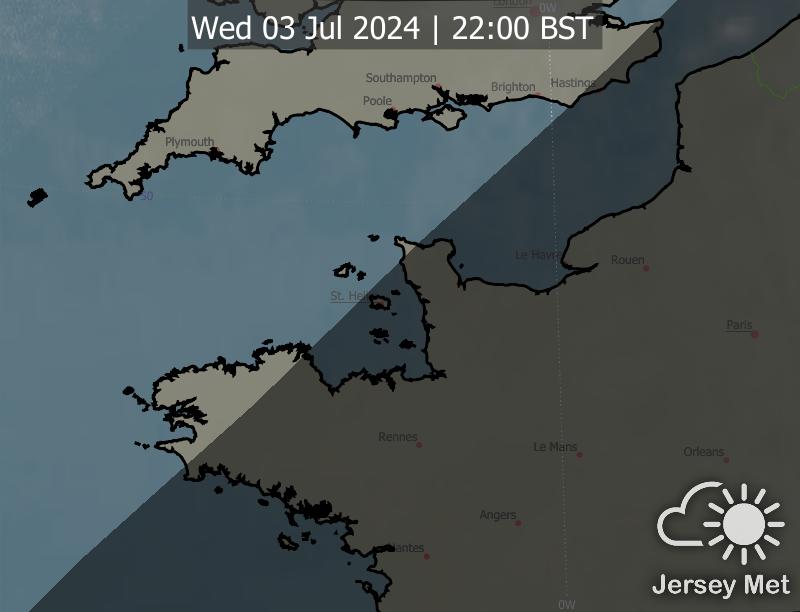 London
0W
Wed 03 Jul 2024 | 22:00 BST
Southampton
Brighton
Hastings
Poole
Plymouth
50
Le Havre
Rouen
St. Hel
Paris
Rennes
Le Mans
Orleans
Angers
Nantes
0W
Jersey Met